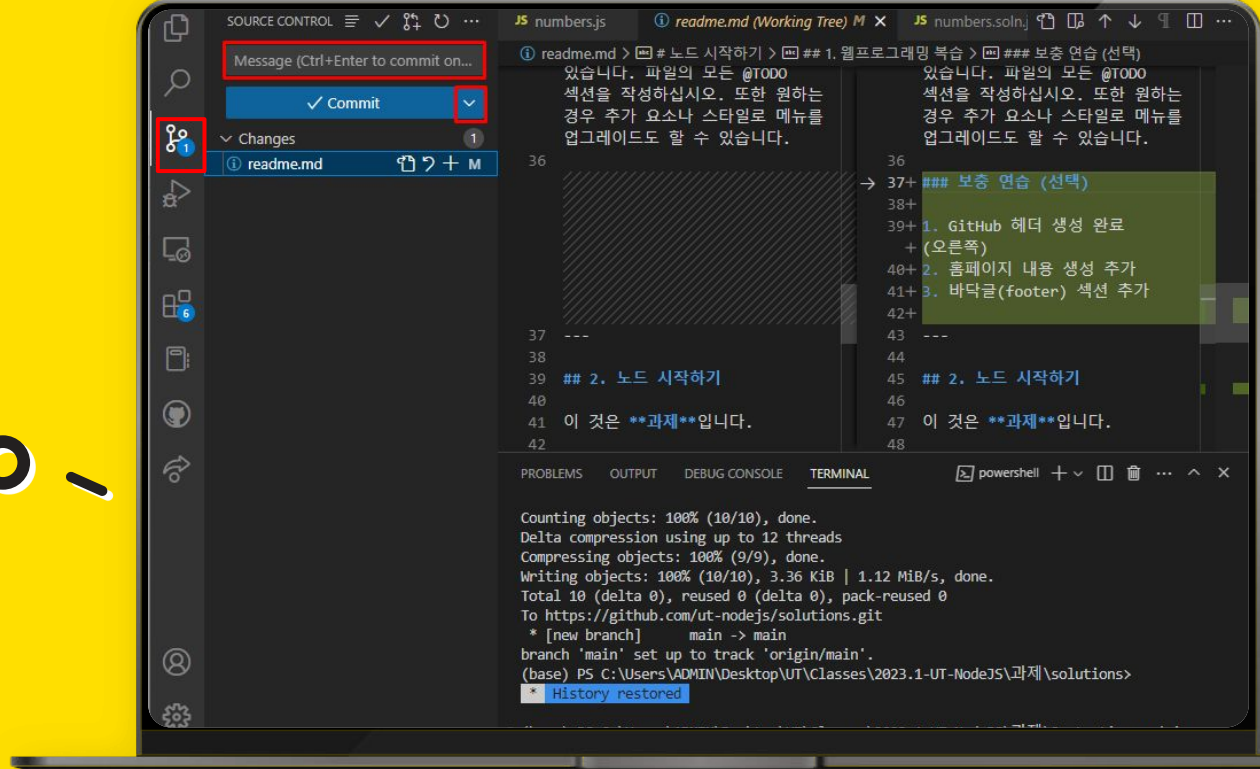 SOURCE CONTROL
Message (Ctrl+Enter to commit on...
Commit
Changes
1
readme.md
M
1
6
JS numbers.js
readme.md (Working Tree) M
JS numbers.soln.j
readme.md > # 노드 시작하기 > ## 1. 웹프로그래밍 복습 > ### 보충 연습 (선택)
있습니다. 파일의 모든 @TODO
섹션을 작성하십시오. 또한 원하는
경우 추가 요소나 스타일로 메뉴를
업그레이드도 할 수 있습니다.
36
37 ---
38
39 ## 2. 노드 시작하기
40
41 이 것은 **과제**입니다.
42
있습니다. 파일의 모든 @TODO
섹션을 작성하십시오. 또한 원하는
경우 추가 요소나 스타일로 메뉴를
업그레이드도 할 수 있습니다.
36
→ 37+ ### 보충 연습 (선택)
38+
39+ 1. GitHub 헤더 생성 완료
+ (오른쪽)
40+ 2. 홈페이지 내용 생성 추가
41+ 3. 바닥글(footer) 섹션 추가
42+
43 ---
44
45 ## 2. 노드 시작하기
46
47 이 것은 **과제**입니다.
48
PROBLEMS OUTPUT DEBUG CONSOLE TERMINAL
powershell
Counting objects: 100% (10/10), done.
Delta compression using up to 12 threads
Compressing objects: 100% (9/9), done.
Writing objects: 100% (10/10), 3.36 KiB | 1.12 MiB/s, done.
Total 10 (delta 0), reused 0 (delta 0), pack-reused 0
To https://github.com/ut-nodejs/solutions.git
* [new branch] main -> main
branch 'main' set up to track 'origin/main'.
(base) PS C:\Users\ADMIN\Desktop\UT\Classes\2023.1-UT-NodeJS\과제\solutions>
* History restored